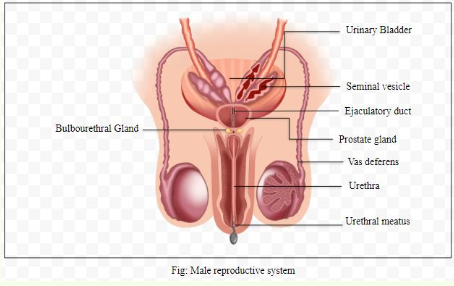 Urinary Bladder
Seminal vesicle
Ejaculatory duct
Bulbourethral Gland
Prostate gland
Vas deferens
Urethra
Urethral meatus
Fig: Male reproductive system